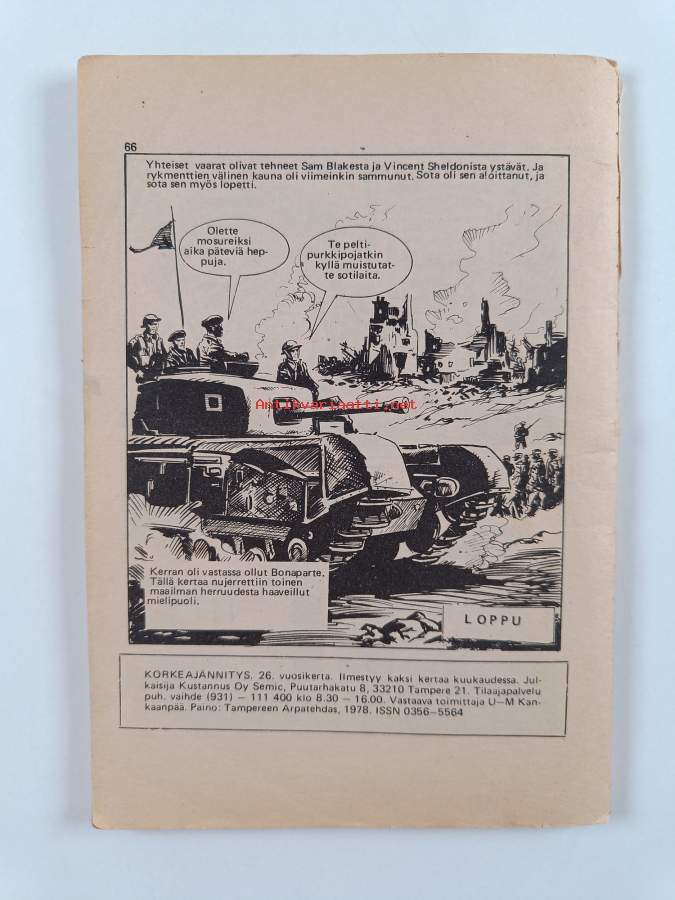 66
Yhteiset vaarat olivat tehneet Sam Blakesta ja Vincent Sheldonista ystävät. Ja
rykmenttien välinen kauna oli viimeinkin sammunut. Sota oli sen aloittanut, ja
sota sen myös lopetti.
Olette
mosureiksi
aika päteviä hep-
puja.
Te pelti-
purkkipojatkin
kyllä muistutat-
te sotilaita.
Antikvariaatti.net
Kerran oli vastassa ollut Bonaparte.
Tällä kertaa nujerrettiin toinen
maailman herruudesta haaveillut
mielipuoli.
LOPPU
KORKEAJÄNNITYS. 26. vuosikerta. Ilmestyy kaksi kertaa kuukaudessa. Jul-
kaisija Kustannus Oy Semic, Puutarhakatu 8, 33210 Tampere 21. Tilaajapalvelu
puh. vaihde (931) — 111 400 klo 8.30 — 16.00. Vastaava toimittaja U—M Kan-
kaanpää. Paino: Tampereen Arpatehdas, 1978. ISSN 0356-5564